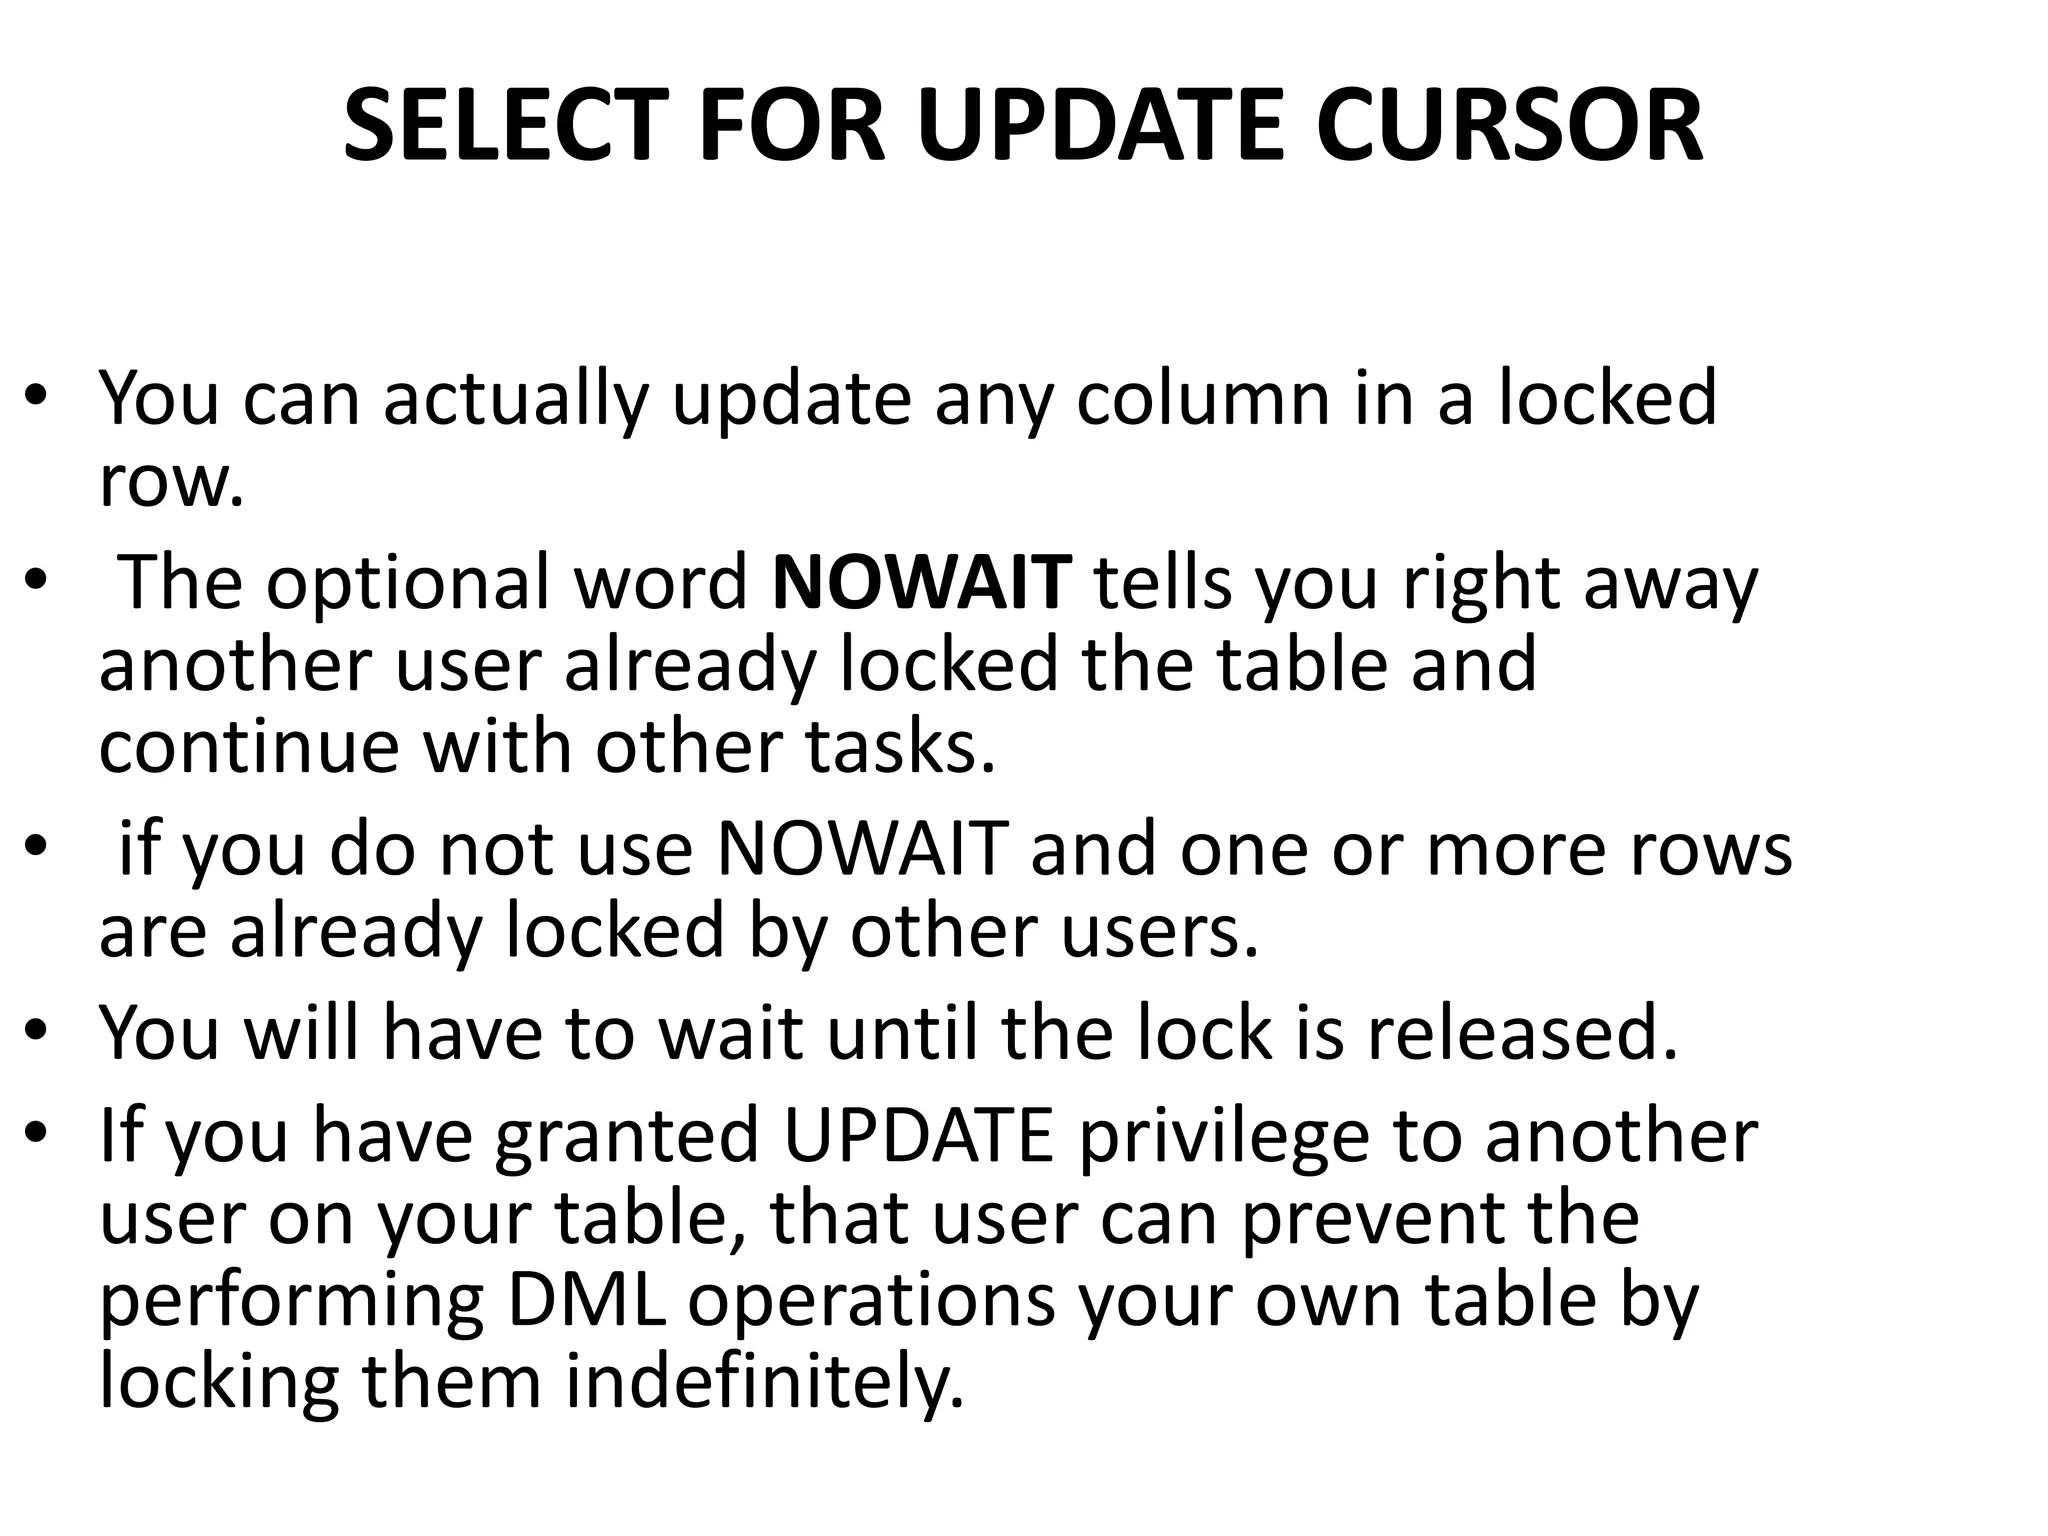 SELECT FOR UPDATE CURSOR
• You can actually update any column in a locked
row.
• The optional word NOWAIT tells you right away
another user already locked the table and
continue with other tasks.
• if you do not use NOWAIT and one or more rows
are already locked by other users.
• You will have to wait until the lock is released.
• If you have granted UPDATE privilege to another
user on your table, that user can prevent the
performing DML operations your own table by
locking them indefinitely.